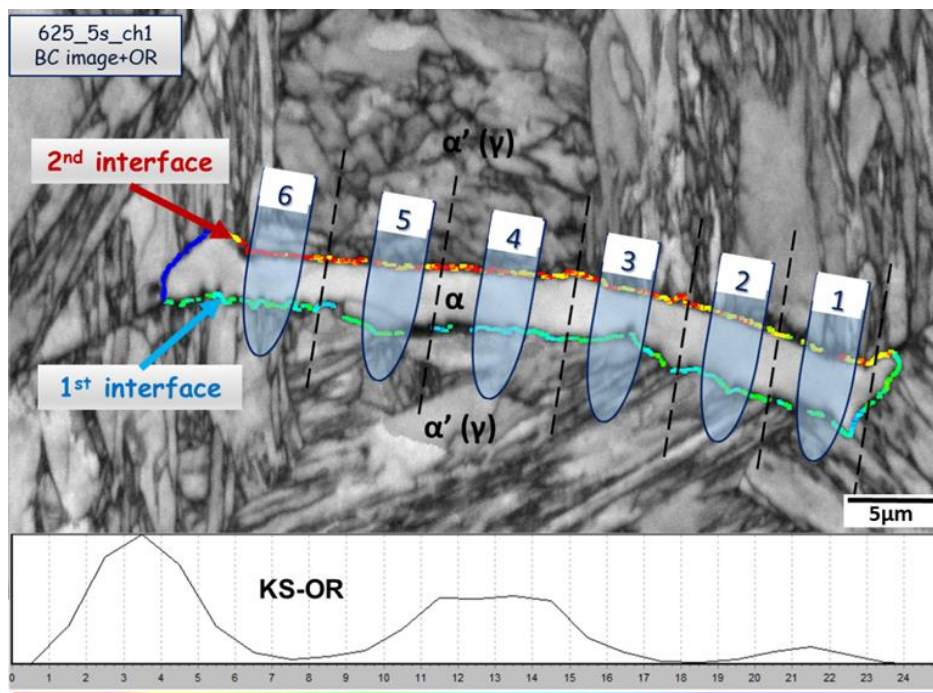 625_5s_ch1
BC image+OR
α' (γ)
2nd interface
6
5
4
3
2
1
α
1st interface
α' (γ)
5μm
KS-OR
0 1 2 3 4 5 6 7 8 9 10 11 12 13 14 15 16 17 18 19 20 21 22 23 24